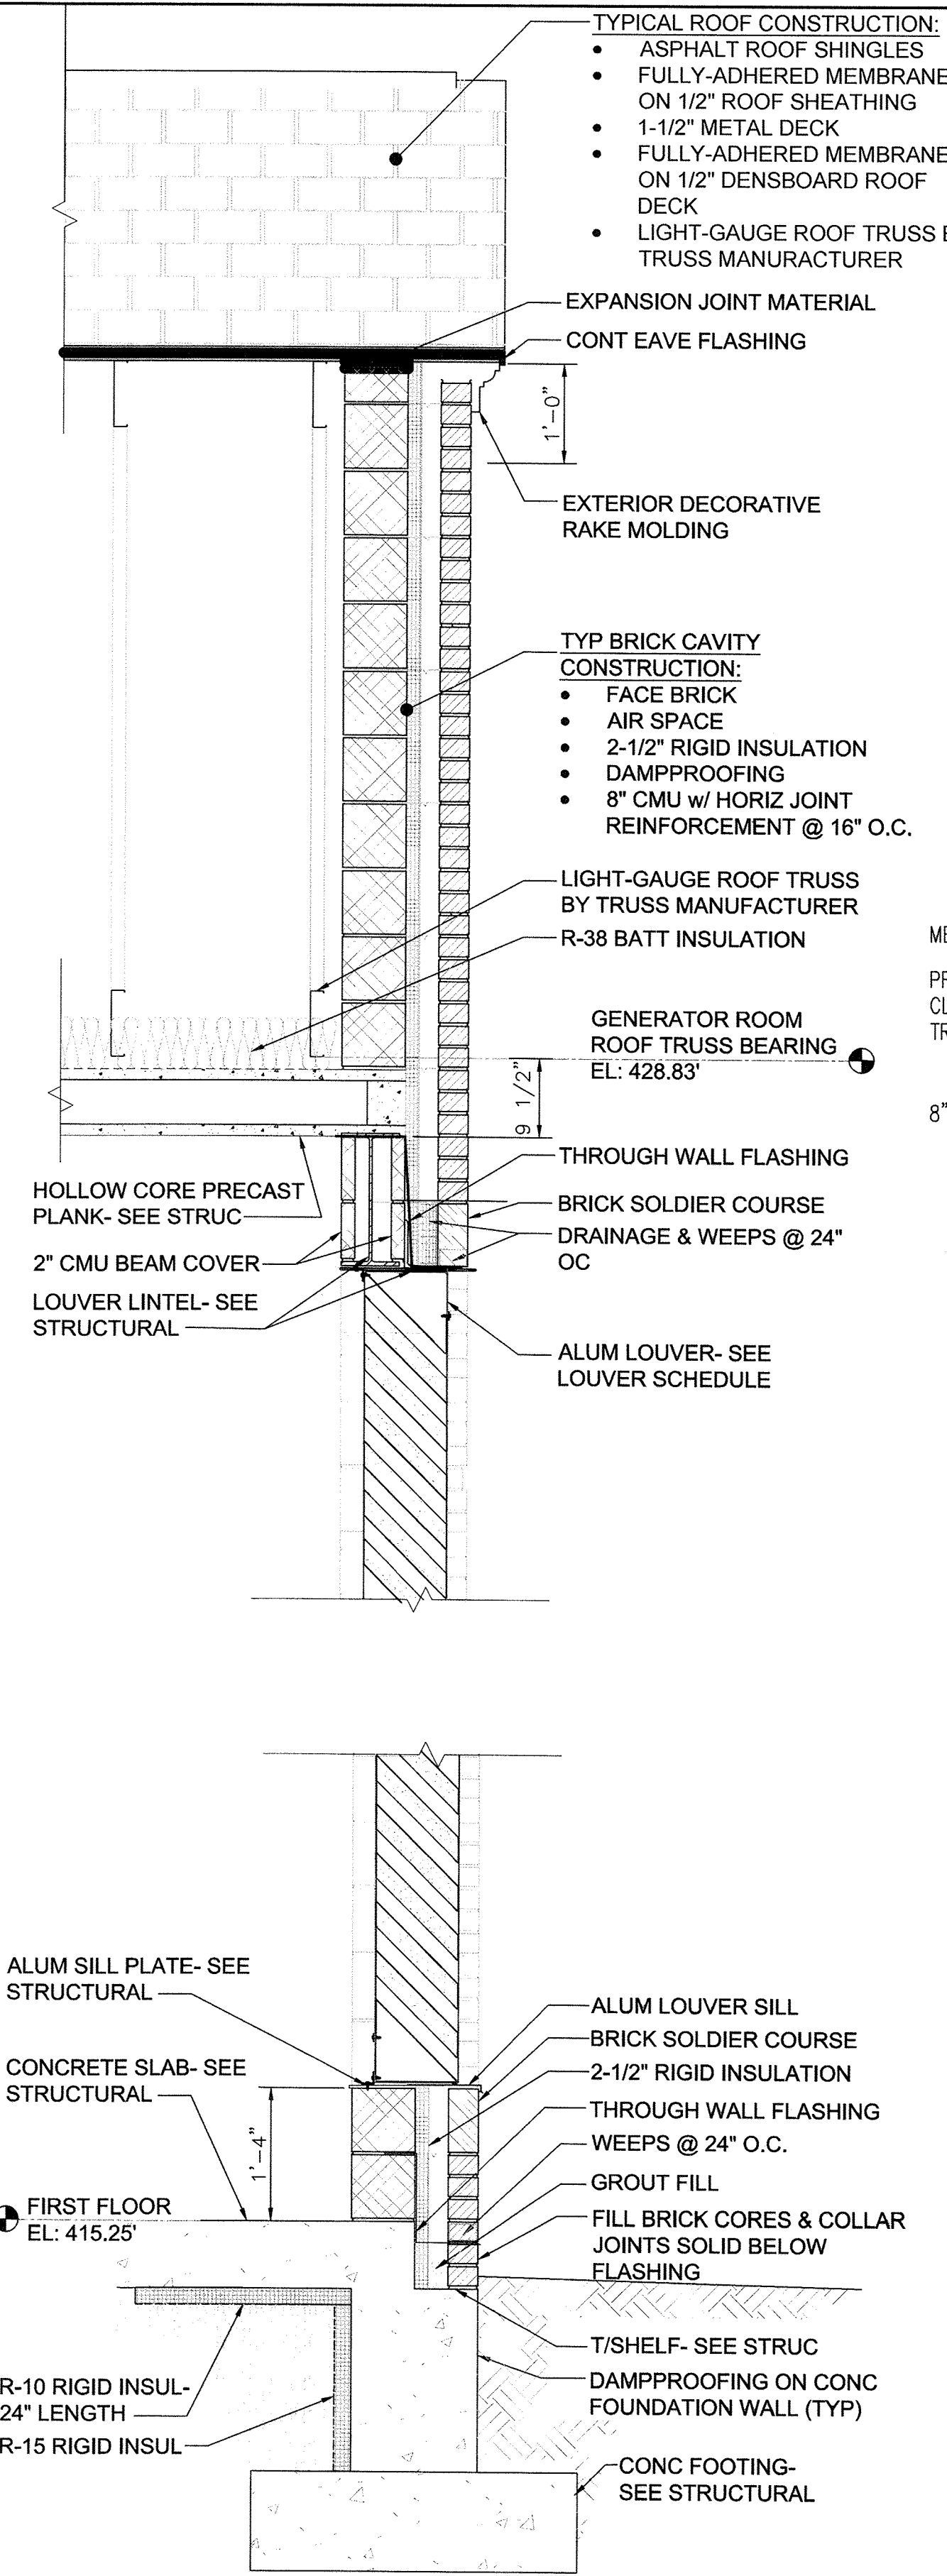 TYPICAL ROOF CONSTRUCTION:
• ASPHALT ROOF SHINGLES
• FULLY-ADHERED MEMBRANE
ON 1/2" ROOF SHEATHING
• 1-1/2" METAL DECK
• FULLY-ADHERED MEMBRANE
ON 1/2" DENSBOARD ROOF
DECK
• LIGHT-GAUGE ROOF TRUSS
TRUSS MANURACTURER
EXPANSION JOINT MATERIAL
CONT EAVE FLASHING
1'-0"
EXTERIOR DECORATIVE
RAKE MOLDING
TYP BRICK CAVITY
CONSTRUCTION:
• FACE BRICK
• AIR SPACE
• 2-1/2" RIGID INSULATION
• DAMPPROOFING
• 8" CMU w/ HORIZ JOINT
REINFORCEMENT @ 16" O.C.
LIGHT-GAUGE ROOF TRUSS
BY TRUSS MANUFACTURER
R-38 BATT INSULATION
GENERATOR ROOM
ROOF TRUSS BEARING
EL: 428.83'
8"
9 1/2"
THROUGH WALL FLASHING
HOLLOW CORE PRECAST
PLANK- SEE STRUC
BRICK SOLDIER COURSE
DRAINAGE & WEEPS @ 24"
OC
2" CMU BEAM COVER
LOUVER LINTEL- SEE
STRUCTURAL
ALUM LOUVER- SEE
LOUVER SCHEDULE
ALUM SILL PLATE- SEE
STRUCTURAL
ALUM LOUVER SILL
BRICK SOLDIER COURSE
CONCRETE SLAB- SEE
STRUCTURAL
2-1/2" RIGID INSULATION
THROUGH WALL FLASHING
1'-4"
WEEPS @ 24" O.C.
GROUT FILL
FIRST FLOOR
EL: 415.25'
FILL BRICK CORES & COLLAR
JOINTS SOLID BELOW
FLASHING
T/SHELF- SEE STRUC
R-10 RIGID INSUL-
24" LENGTH
DAMPPROOFING ON CONC
FOUNDATION WALL (TYP)
R-15 RIGID INSUL
CONC FOOTING-
SEE STRUCTURAL